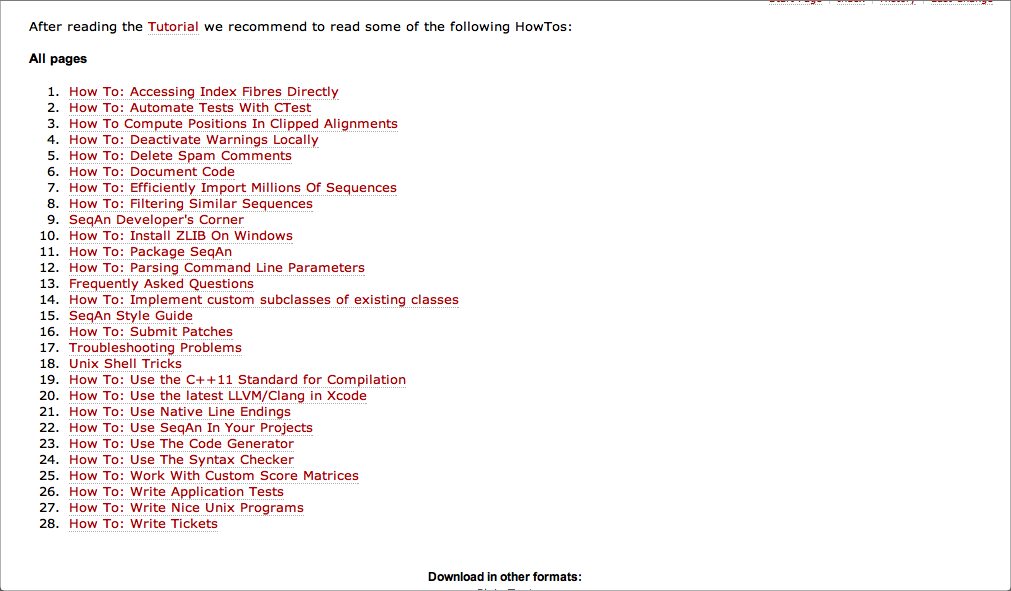 After reading the Tutorial we recommend to read some of the following HowTos:
All pages
1. How To: Accessing Index Fibres Directly
2. How To: Automate Tests With CTest
3. How To Compute Positions In Clipped Alignments
4. How To: Deactivate Warnings Locally
5. How To: Delete Spam Comments
6. How To: Document Code
7. How To: Efficiently Import Millions Of Sequences
8. How To: Filtering Similar Sequences
9. SeqAn Developer's Corner
10. How To: Install ZLIB On Windows
11. How To: Package SeqAn
12. How To: Parsing Command Line Parameters
13. Frequently Asked Questions
14. How To: Implement custom subclasses of existing classes
15. SeqAn Style Guide
16. How To: Submit Patches
17. Troubleshooting Problems
18. Unix Shell Tricks
19. How To: Use the C++11 Standard for Compilation
20. How To: Use the latest LLVM/Clang in Xcode
21. How To: Use Native Line Endings
22. How To: Use SeqAn In Your Projects
23. How To: Use The Code Generator
24. How To: Use The Syntax Checker
25. How To: Work With Custom Score Matrices
26. How To: Write Application Tests
27. How To: Write Nice Unix Programs
28. How To: Write Tickets
Download in other formats: